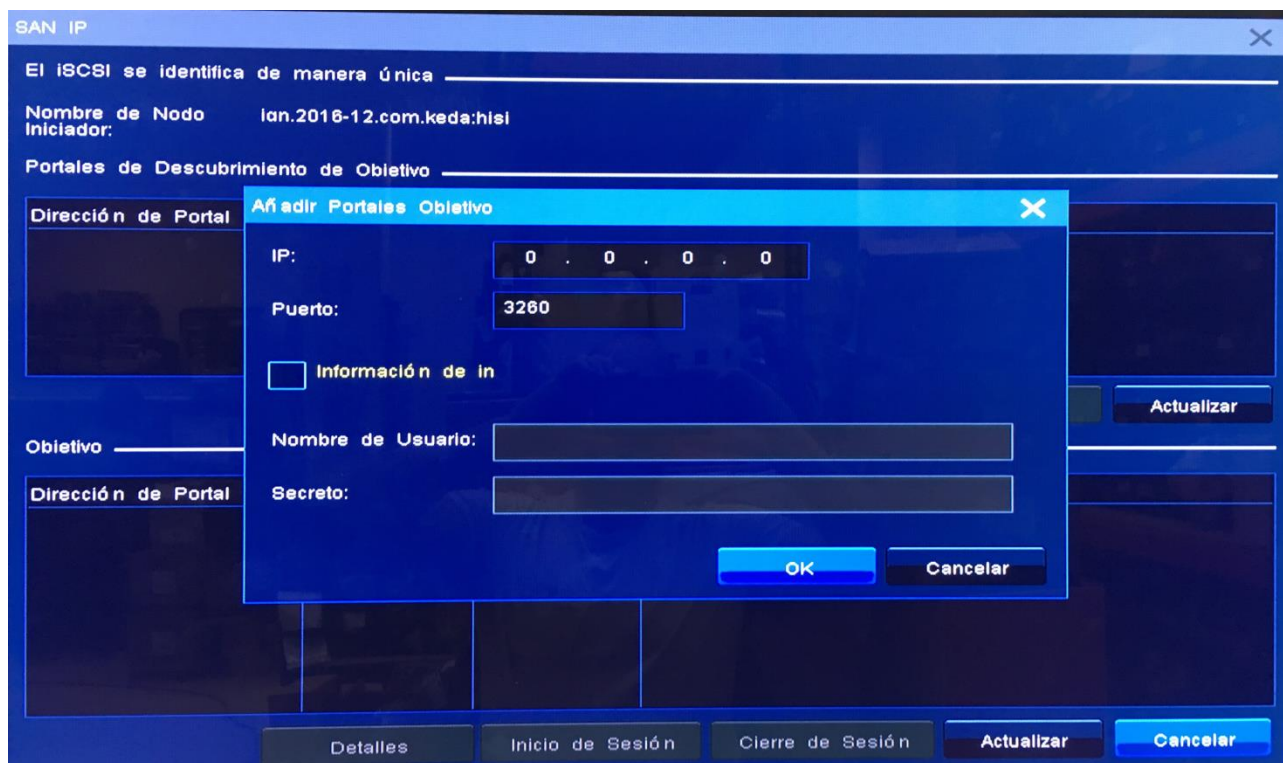 SAN IP
El iSCSI se identifica de manera única
Nombre de Nodo
Iniciador:
ian.2016-12.com.keda:hisi
Portales de Descubrimiento de Obietivo
Dirección de Portal
Añadir Portales Obietivo
IP:
0 . 0 . 0 . 0
Puerto:
3260
Información de in
Nombre de Usuario:
Secreto:
OK
Cancelar
Actualizar
Obietivo
Dirección de Portal
Detalles
Inicio de Sesión
Cierre de Sesión
Actualizar
Cancelar